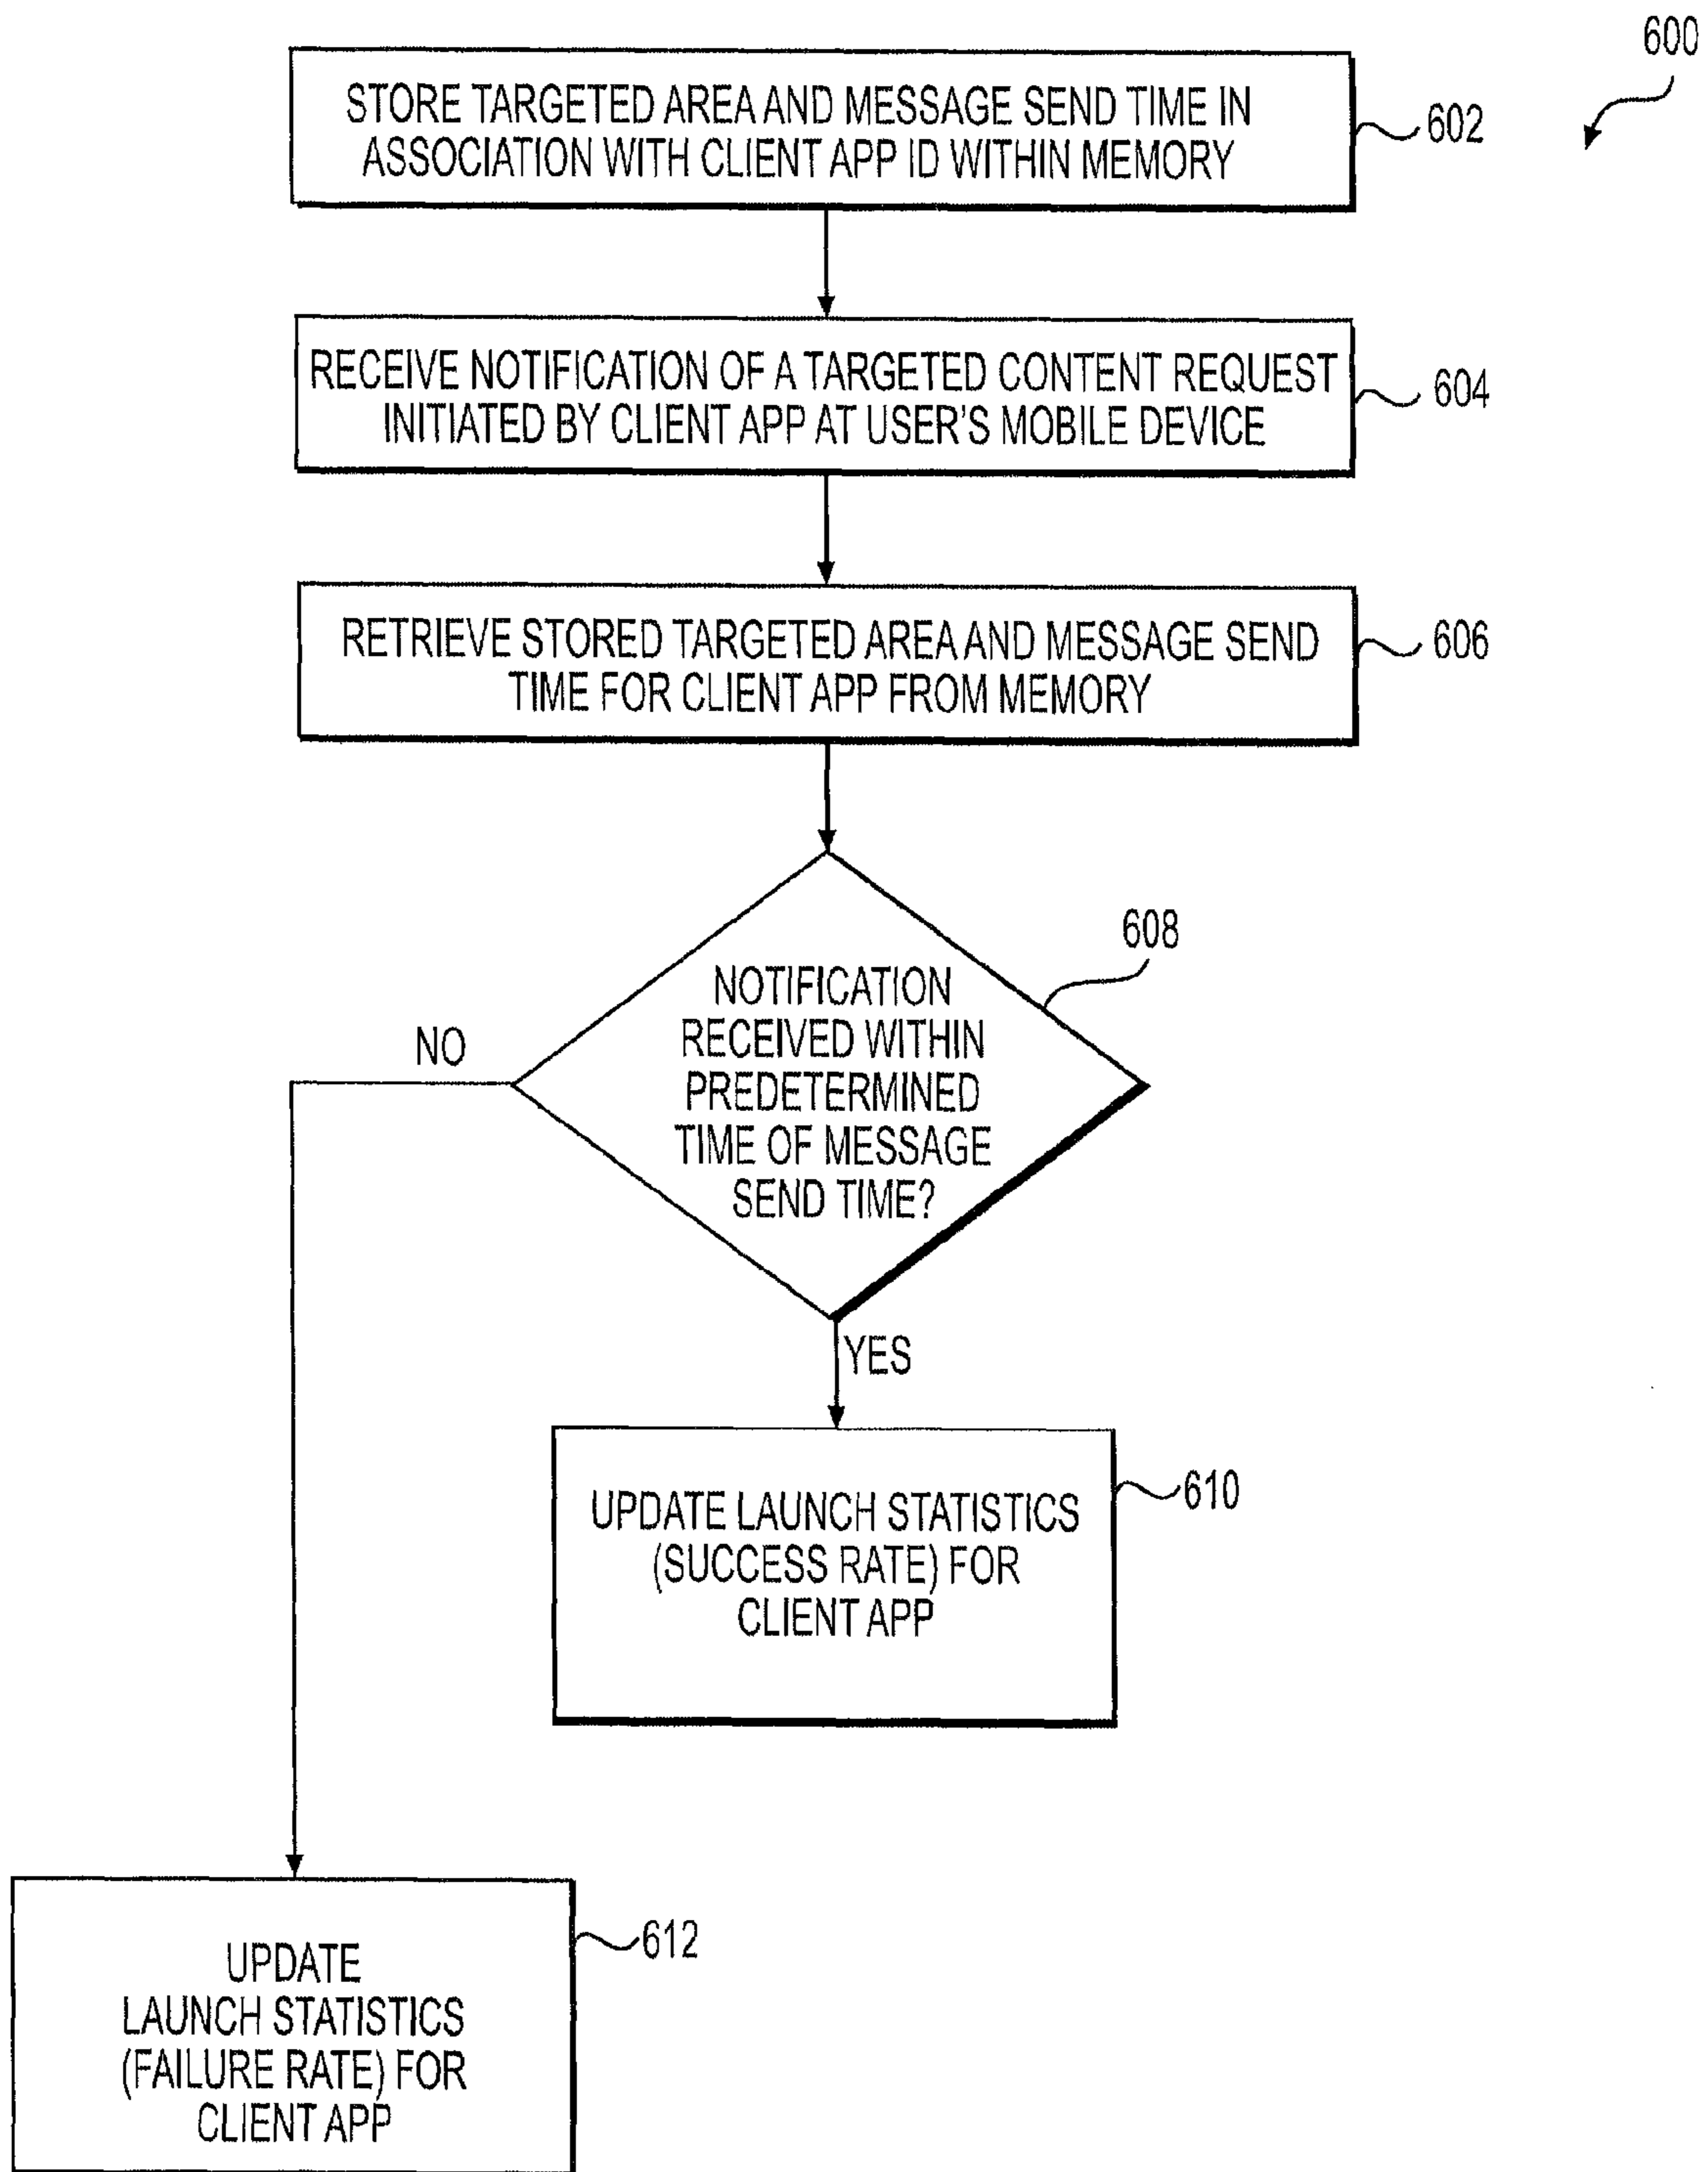 600
STORE TARGETED AREA AND MESSAGE SEND TIME IN
ASSOCIATION WITH CLIENT APP ID WITHIN MEMORY
602
RECEIVE NOTIFICATION OF A TARGETED CONTENT REQUEST
INITIATED BY CLIENT APP AT USER'S MOBILE DEVICE
604
RETRIEVE STORED TARGETED AREA AND MESSAGE SEND
TIME FOR CLIENT APP FROM MEMORY
606
608
NOTIFICATION
RECEIVED WITHIN
PREDETERMINED
TIME OF MESSAGE
SEND TIME?
NO
YES
UPDATE LAUNCH STATISTICS
(SUCCESS RATE) FOR
CLIENT APP
610
UPDATE
LAUNCH STATISTICS
(FAILURE RATE) FOR
CLIENT APP
612